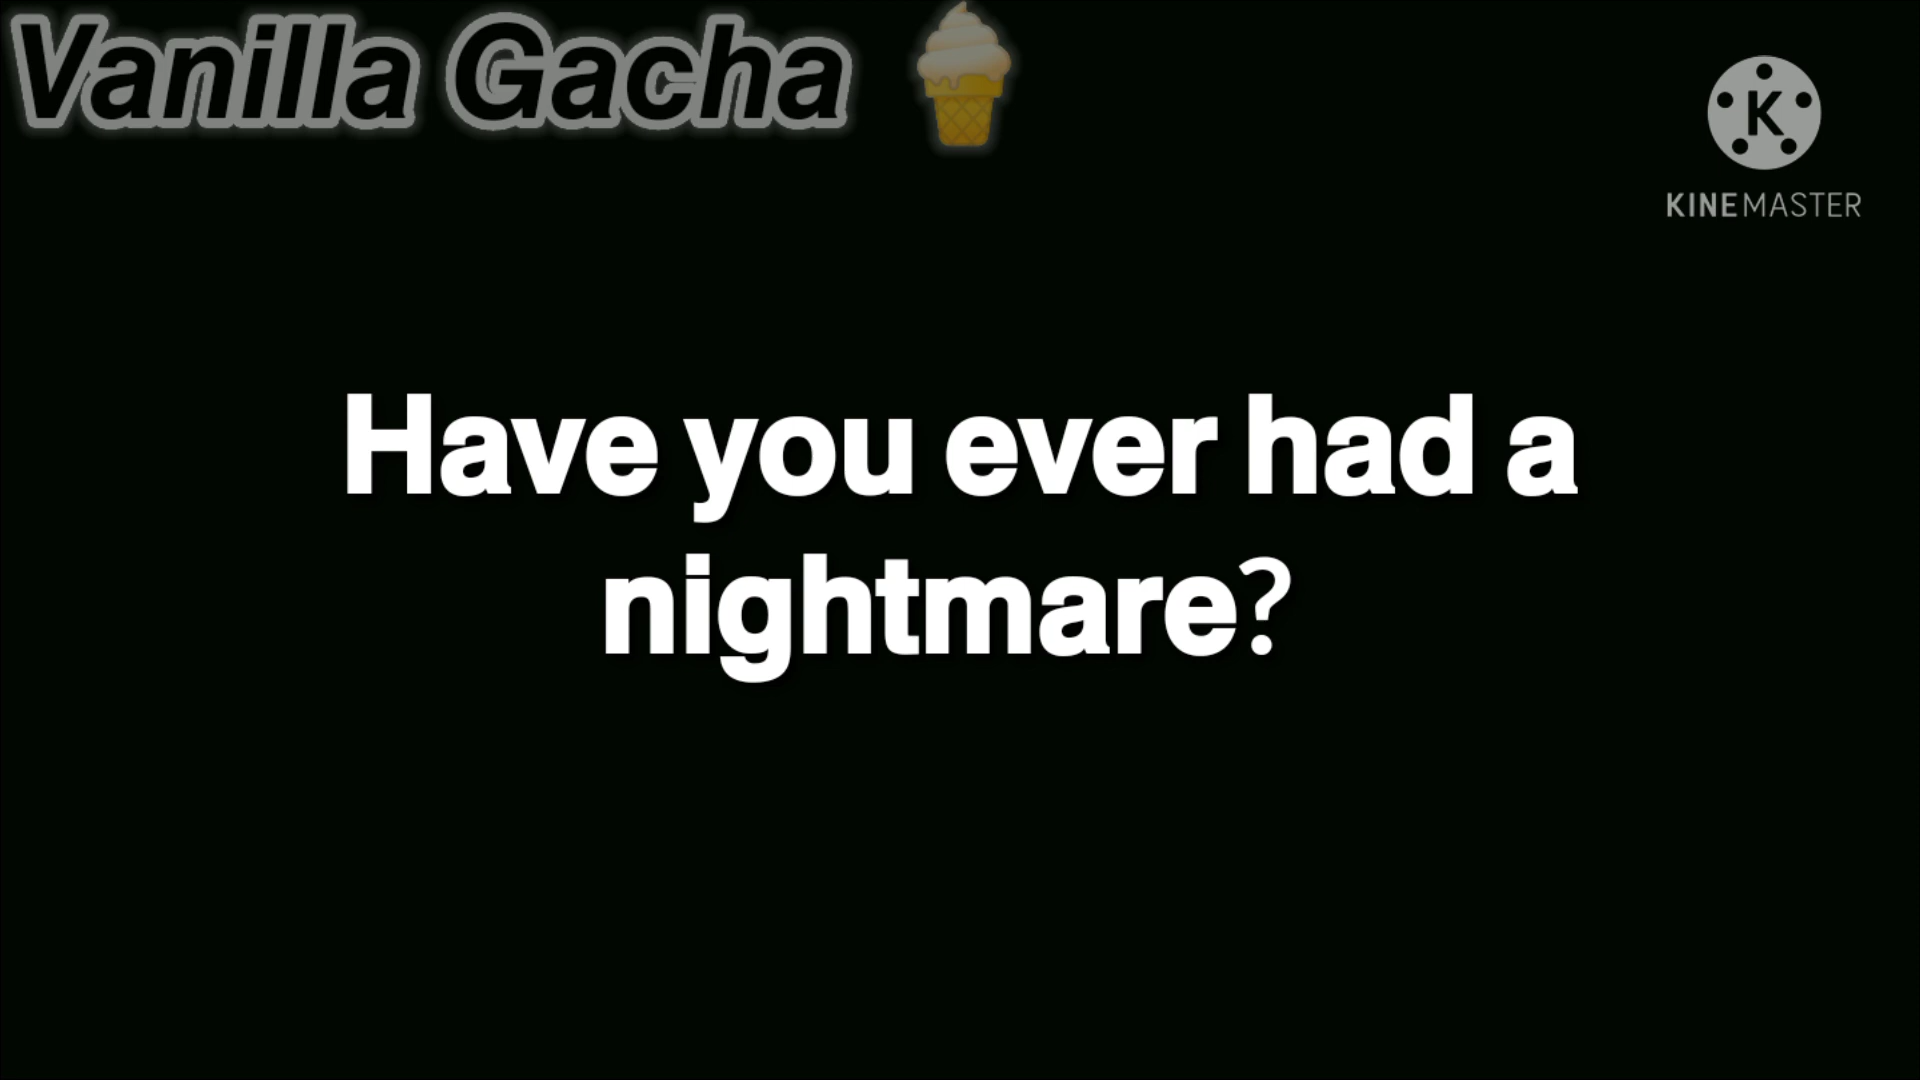 Vanilla Gacha 🍦
K
KINEMASTER
Have you ever had a
nightmare?